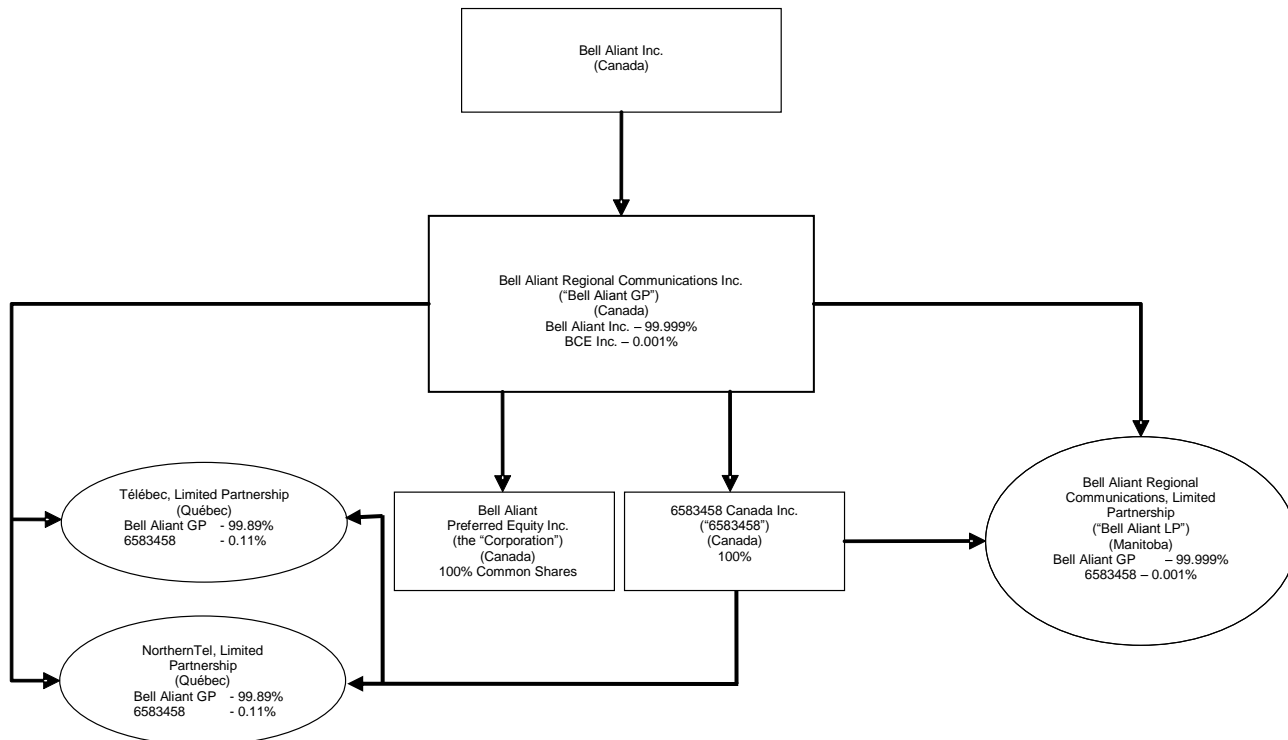 Bell Aliant Inc.
(Canada)
Bell Aliant Regional Communications Inc.
(“Bell Aliant GP”)
(Canada)
Bell Aliant Inc. – 99.999%
BCE Inc. – 0.001%
Télébec, Limited Partnership
(Québec)
Bell Aliant GP - 99.89%
6583458 - 0.11%
Bell Aliant
Preferred Equity Inc.
(the “Corporation”)
(Canada)
100% Common Shares
6583458 Canada Inc.
(“6583458”)
(Canada)
100%
Bell Aliant Regional
Communications, Limited
Partnership
(“Bell Aliant LP”)
(Manitoba)
Bell Aliant GP – 99.999%
6583458 – 0.001%
NorthernTel, Limited
Partnership
(Québec)
Bell Aliant GP - 99.89%
6583458 - 0.11%